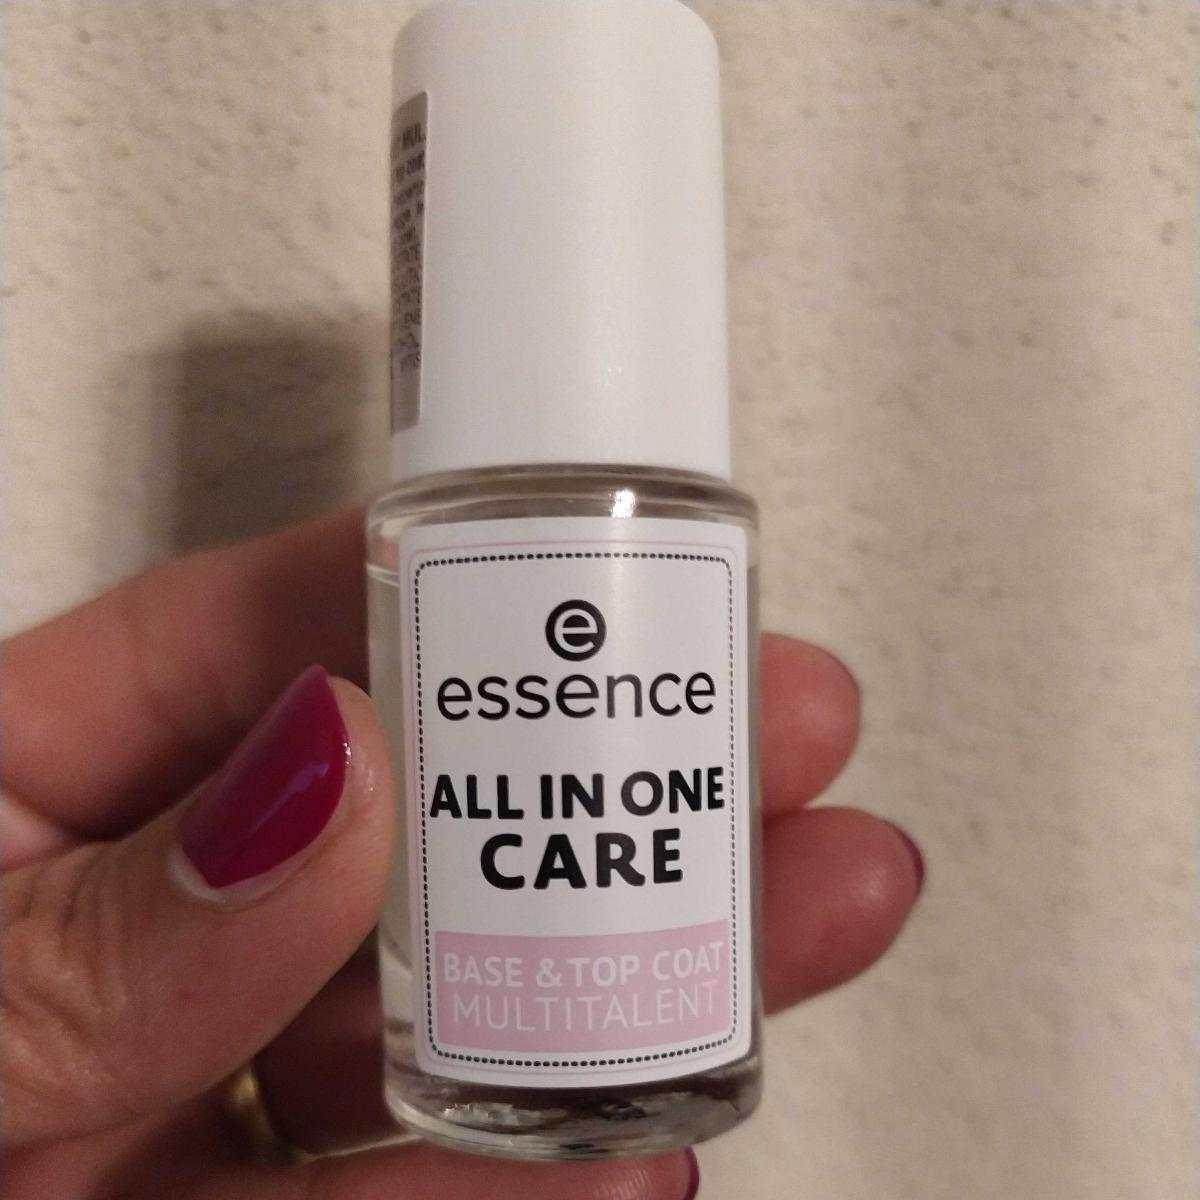 e
essence
ALL IN ONE
CARE
BASE & TOP COAT
MULTITALENT